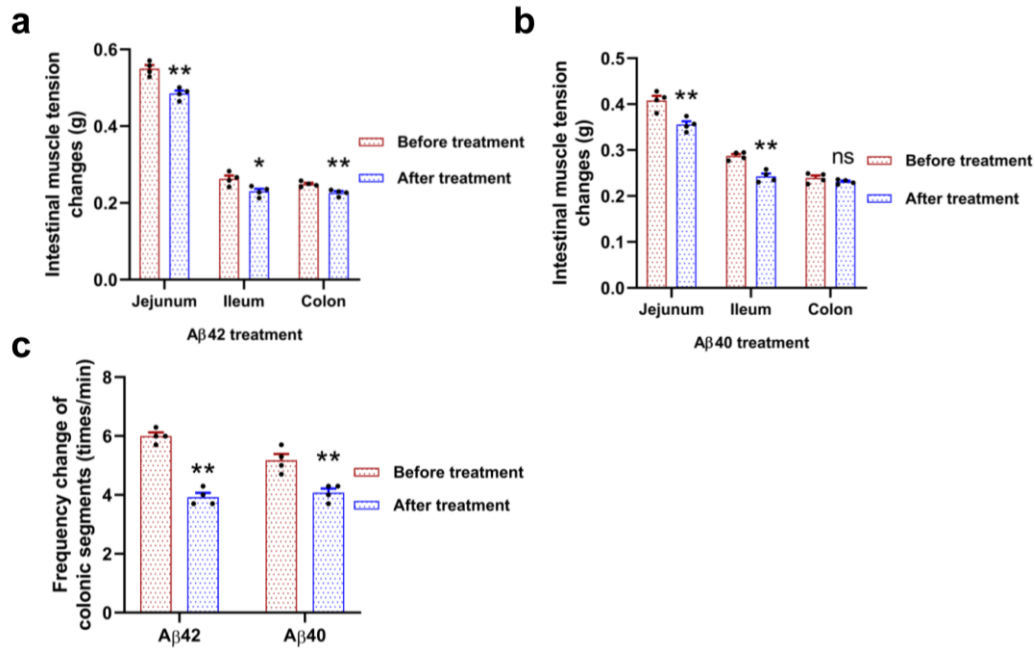 a
Intestinal muscle tension
changes (g)
0.6
0.4
0.2
0.0
**
*
**
Before treatment
After treatment
Jejunum Ileum Colon
Aβ42 treatment
b
Intestinal muscle tension
changes (g)
0.5
0.4
0.3
0.2
0.1
0.0
**
**
ns
Before treatment
After treatment
Jejunum Ileum Colon
Aβ40 treatment
c
Frequency change of
colonic segments (times/min)
8
6
4
2
0
**
**
Before treatment
After treatment
Aβ42 Aβ40